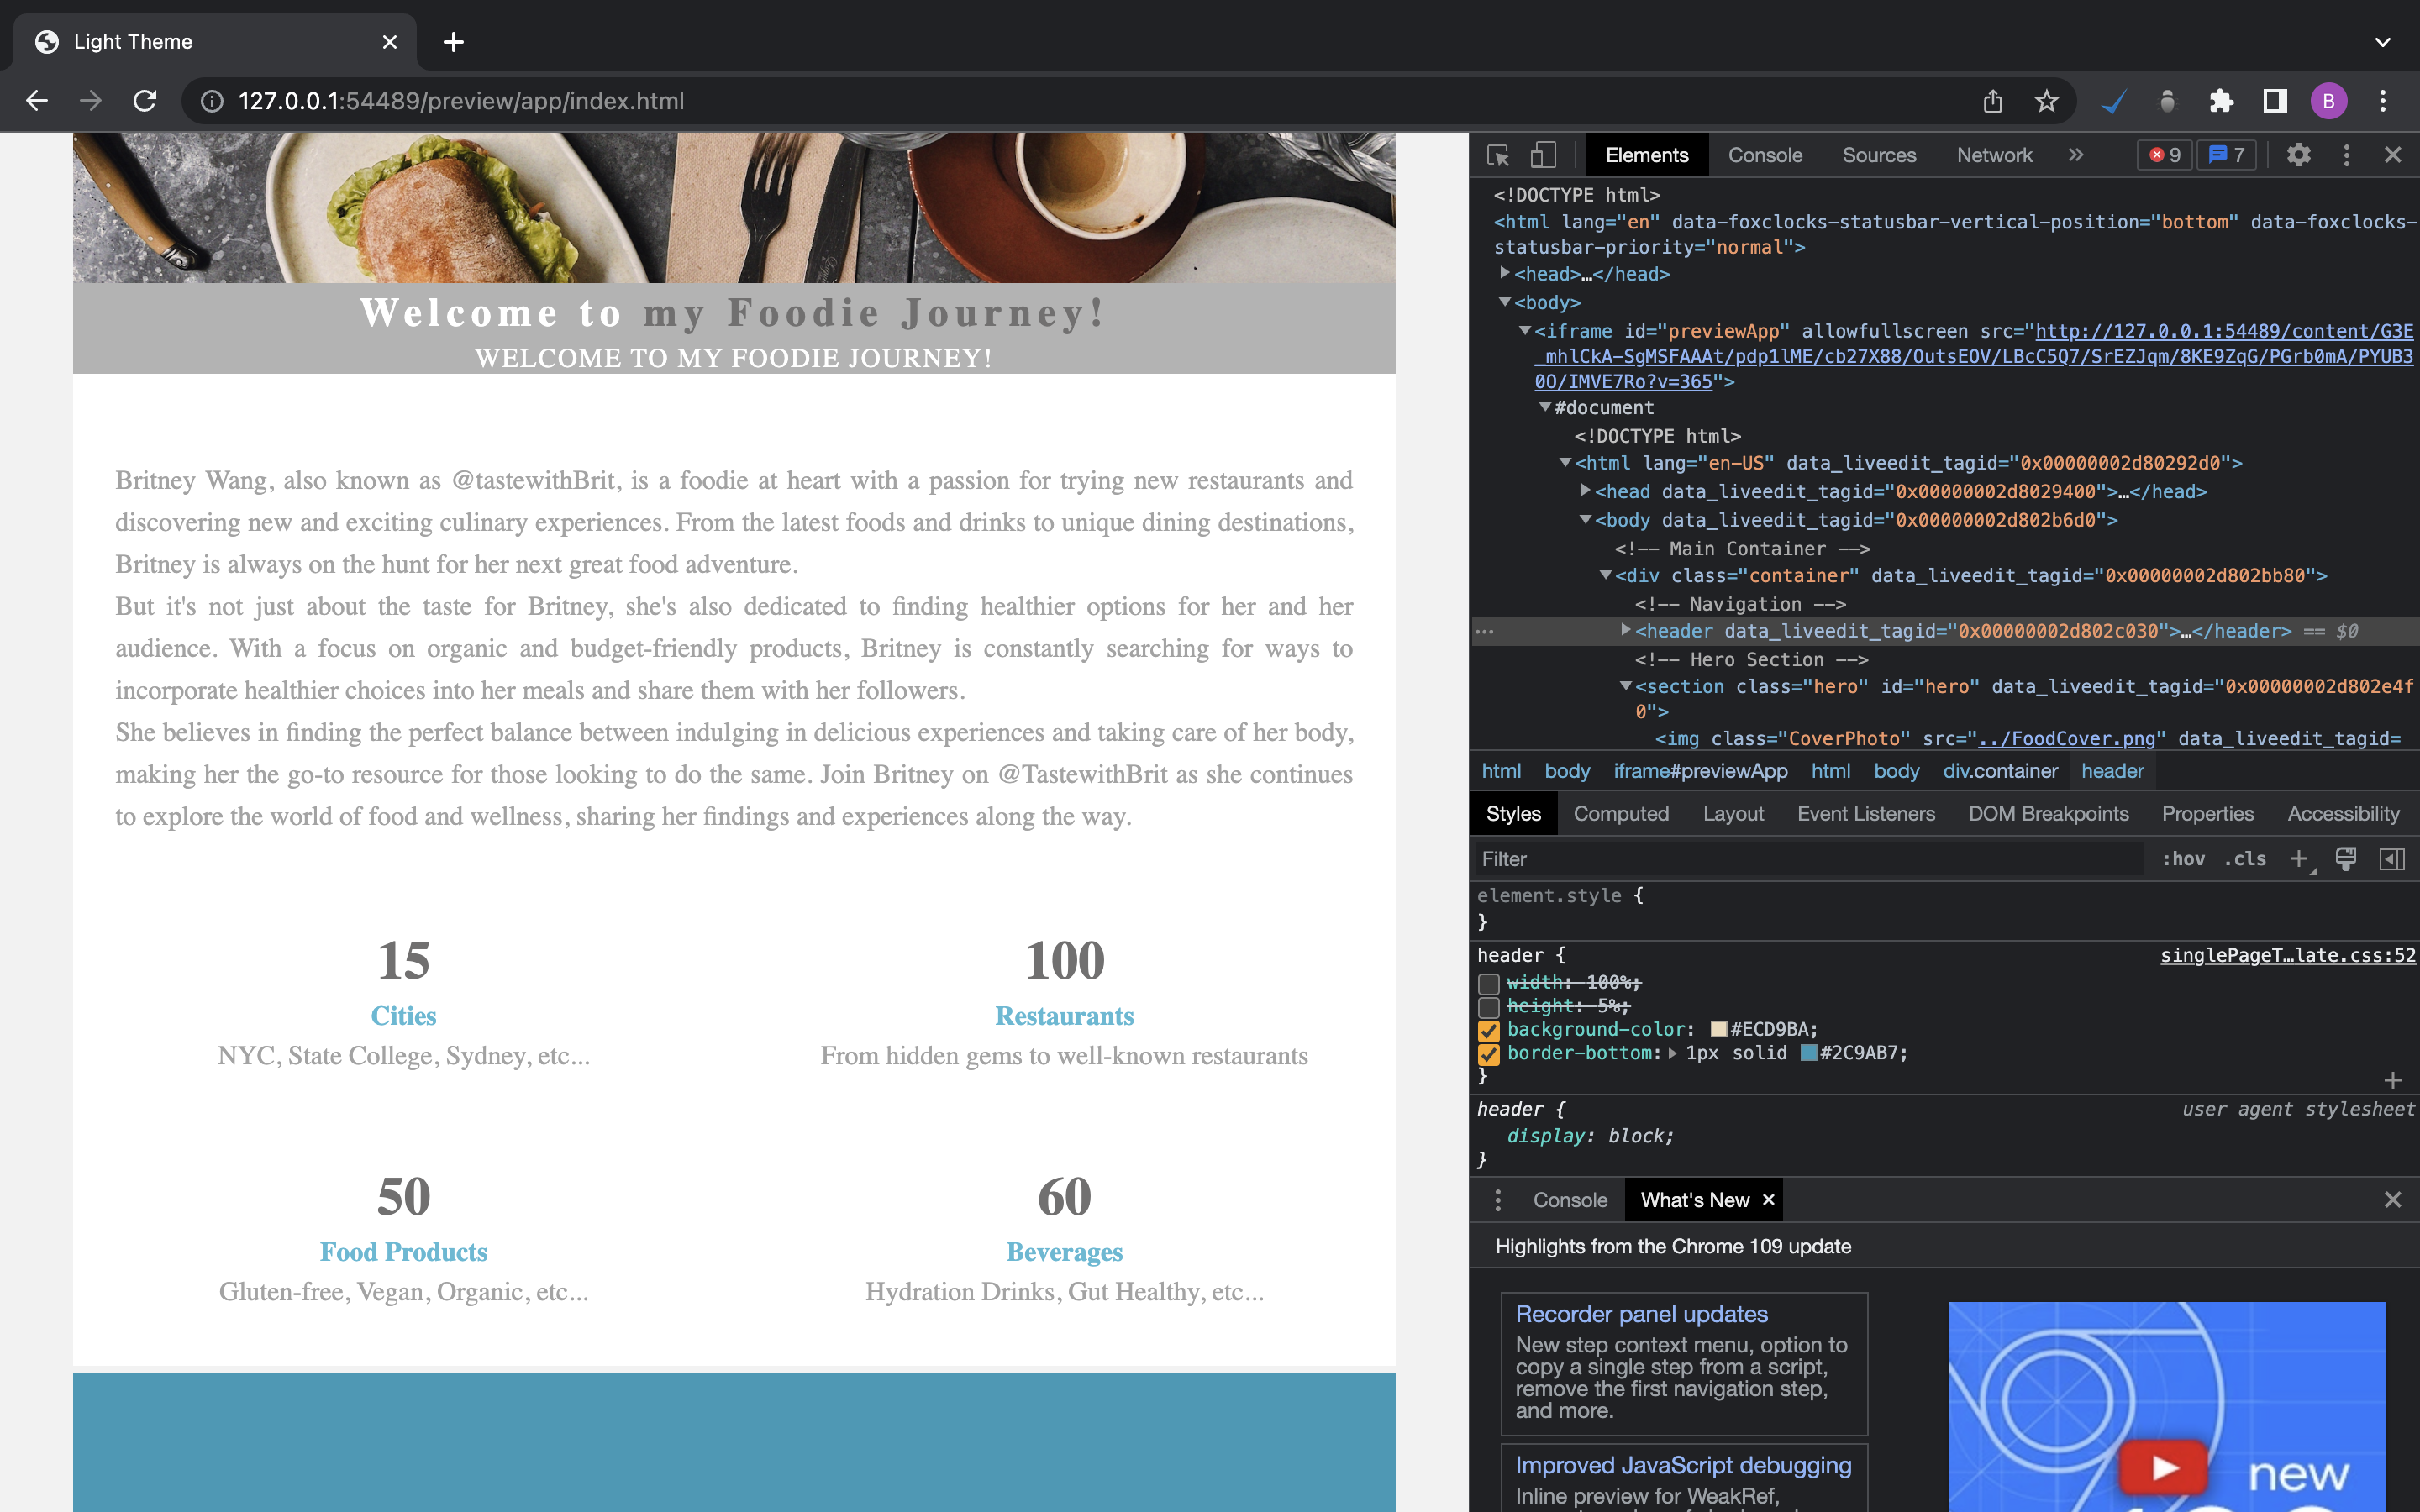 Light Theme
127.0.0.1:54489/preview/app/index.html
B
Welcome to my Foodie Journey!
WELCOME TO MY FOODIE JOURNEY!
Britney Wang, also known as @tastewithBrit, is a foodie at heart with a passion for trying new restaurants and
discovering new and exciting culinary experiences. From the latest foods and drinks to unique dining destinations,
Britney is always on the hunt for her next great food adventure.
But it's not just about the taste for Britney, she's also dedicated to finding healthier options for her and her
audience. With a focus on organic and budget-friendly products, Britney is constantly searching for ways to
incorporate healthier choices into her meals and share them with her followers.
She believes in finding the perfect balance between indulging in delicious experiences and taking care of her body,
making her the go-to resource for those looking to do the same. Join Britney on @TastewithBrit as she continues
to explore the world of food and wellness, sharing her findings and experiences along the way.
15
Cities
NYC, State College, Sydney, etc...
100
Restaurants
From hidden gems to well-known restaurants
50
Food Products
Gluten-free, Vegan, Organic, etc...
60
Beverages
Hydration Drinks, Gut Healthy, etc...
Elements Console Sources Network » 9 7
<!DOCTYPE html>
<html lang="en" data-foxclocks-statusbar-vertical-position="bottom" data-foxclocks-
statusbar-priority="normal">
<head>…</head>
<body>
<iframe id="previewApp" allowfullscreen src="http://127.0.0.1:54489/content/G3E
_mhlCkA-SgMSFAAAt/pdp1lME/cb27X88/OutsEOV/LBcC5Q7/SrEZJqm/8KE9ZqG/PGrb0mA/PYUB3
0O/IMVE7Ro?v=365">
#document
<!DOCTYPE html>
<html lang="en-US" data_liveedit_tagid="0x00000002d80292d0">
<head data_liveedit_tagid="0x00000002d8029400">…</head>
<body data_liveedit_tagid="0x00000002d802b6d0">
<!-- Main Container -->
<div class="container" data_liveedit_tagid="0x00000002d802bb80">
<!-- Navigation -->
<header data_liveedit_tagid="0x00000002d802c030">…</header> == $0
<!-- Hero Section -->
<section class="hero" id="hero" data_liveedit_tagid="0x00000002d802e4f
0">
<img class="CoverPhoto" src="../FoodCover.png" data_liveedit_tagid=
html body iframe#previewApp html body div.container header
Styles Computed Layout Event Listeners DOM Breakpoints Properties Accessibility
Filter :hov .cls
element.style {
}
header { singlePageT…late.css:52
width: 100%;
height: 5%;
background-color: #ECD9BA;
border-bottom: 1px solid #2C9AB7;
}
header { user agent stylesheet
display: block;
}
Console What's New
Highlights from the Chrome 109 update
Recorder panel updates
New step context menu, option to
copy a single step from a script,
remove the first navigation step,
and more.
Improved JavaScript debugging
Inline preview for WeakRef,
new